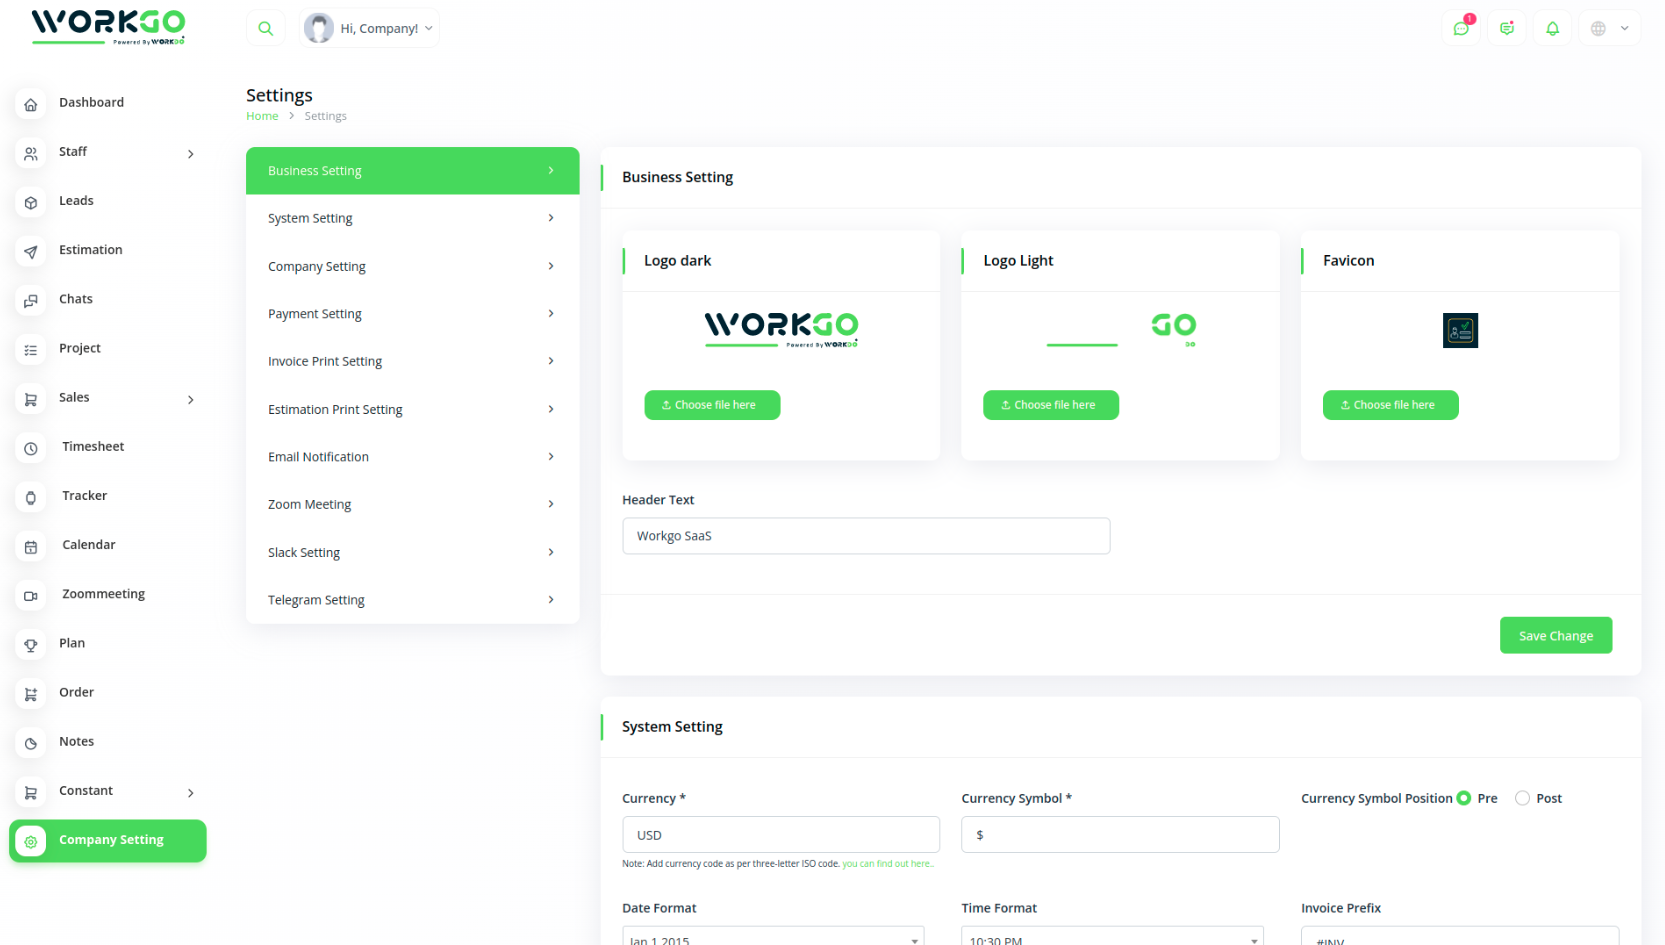 WORKGO
Powered By WORKGO
Hi, Company!
1
Dashboard
Staff
Leads
Estimation
Chats
Project
Sales
Timesheet
Tracker
Calendar
Zoommeeting
Plan
Order
Notes
Constant
Company Setting
Settings
Home > Settings
Business Setting
System Setting
Company Setting
Payment Setting
Invoice Print Setting
Estimation Print Setting
Email Notification
Zoom Meeting
Slack Setting
Telegram Setting
Business Setting
Logo dark
WORKGO
Powered By WORKGO
Choose file here
Logo Light
GO
GO
Choose file here
Favicon
Choose file here
Header Text
Workgo SaaS
Save Change
System Setting
Currency *
USD
Note: Add currency code as per three-letter ISO code. you can find out here..
Currency Symbol *
$
Currency Symbol Position Pre Post
Date Format
Jan 1,2015
Time Format
10:30 PM
Invoice Prefix
#INV